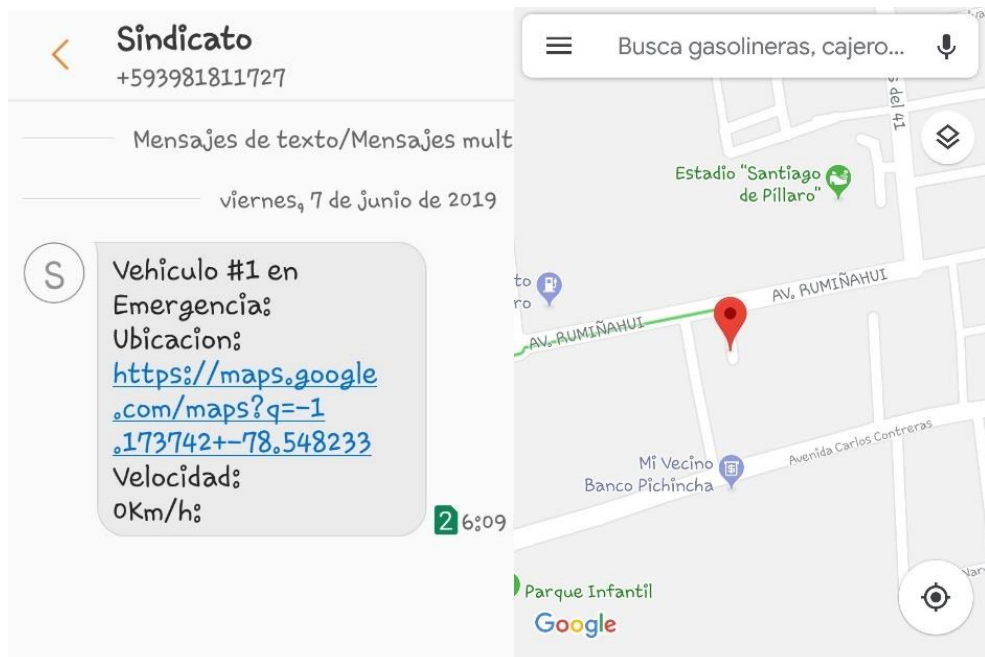 Sindicato
+593981811727
Mensajes de texto/Mensajes mult
viernes, 7 de junio de 2019
S
Vehiculo #1 en
Emergencia:
Ubicacion:
https://maps.google
.com/maps?q=-1
.173742+-78.548233
Velocidad:
0Km/h:
2 6:09
Busca gasolineras, cajero...
s del 41
Estadio "Santiago
de Píllaro"
to
ro
AV. RUMIÑAHUI
AV. RUMIÑAHUI
Avenida Carlos Contreras
Mi Vecino
Banco Pichincha
Parque Infantil
Google